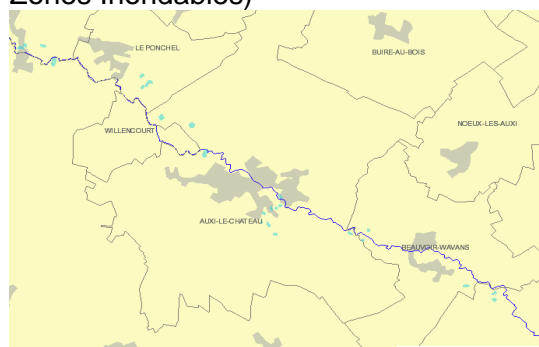 Zones Inondables)
LE PONCHEL
BUIRE-AU-BOIS
NOEUX-LES-AUXI
WILLENCOURT
AUXI-LE-CHATEAU
BEAUVOIR-WAVANS